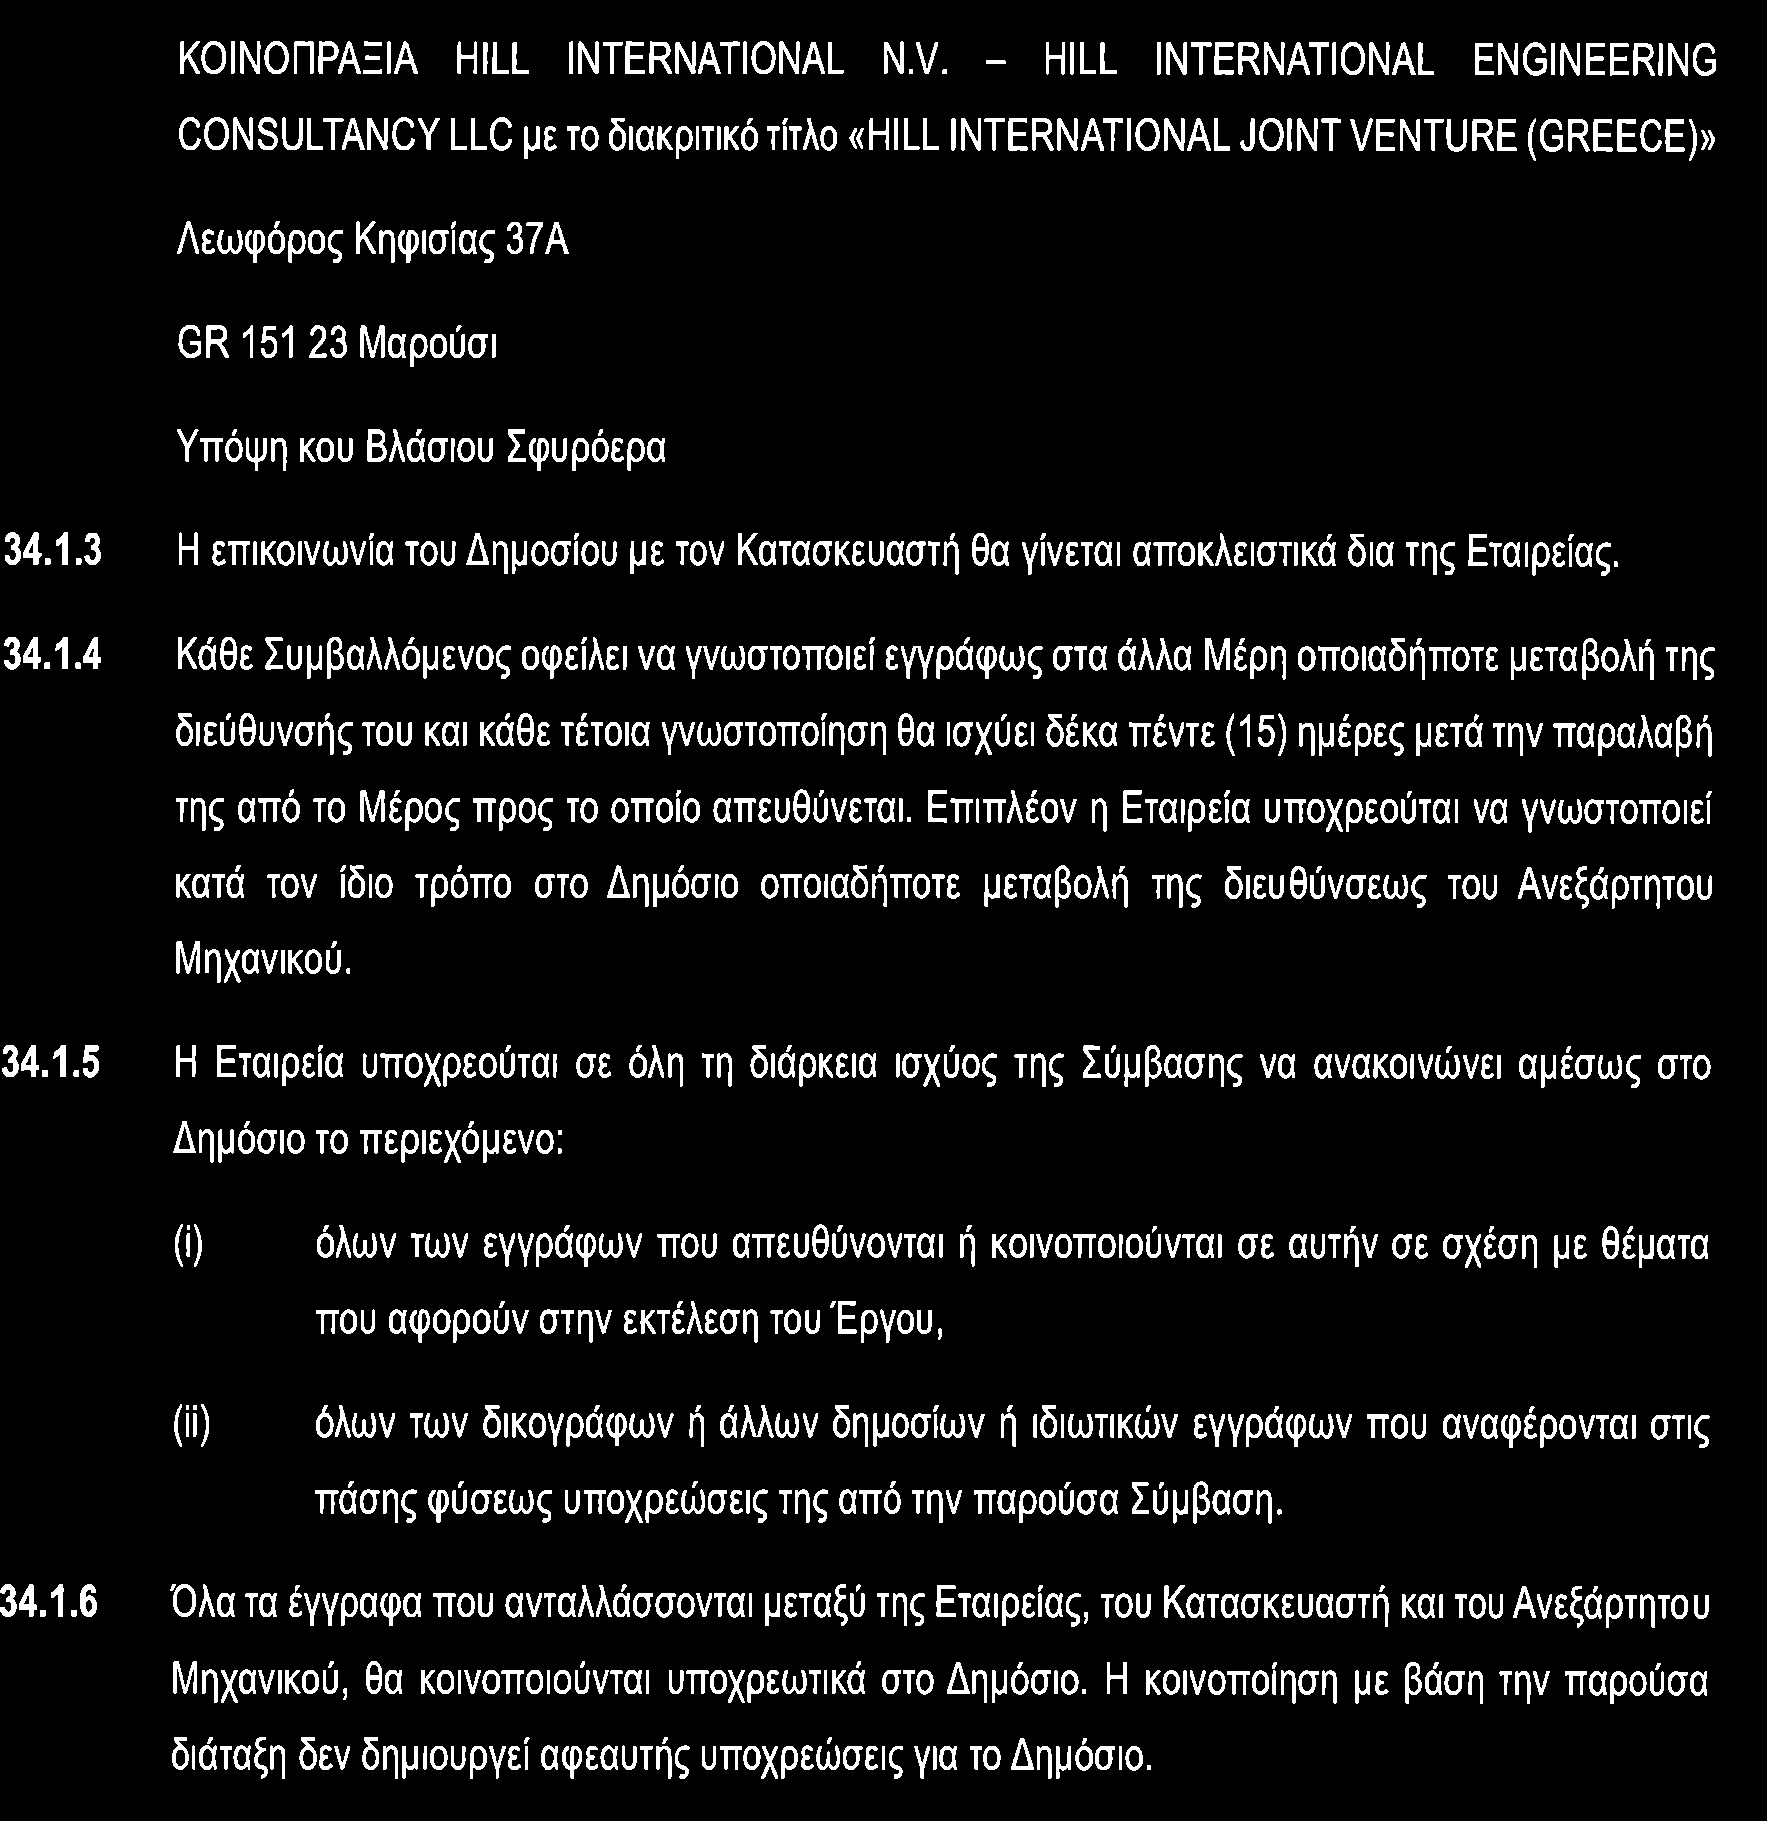 ΚΟΙΝΟΠΡΑΞΙΑ HILL INTERNATIONAL N.V. – HILL INTERNATIONAL ENGINEERING
CONSULTANCY LLC με το διακριτικό τίτλο «HILL INTERNATIONAL JOINT VENTURE (GREECE)»
Λεωφόρος Κηφισίας 37Α
GR 151 23 Μαρούσι
Υπόψη κου Βλάσιου Σφυρόερα
34.1.3 Η επικοινωνία του Δημοσίου με τον Κατασκευαστή θα γίνεται αποκλειστικά δια της Εταιρείας.
34.1.4 Κάθε Συμβαλλόμενος οφείλει να γνωστοποιεί εγγράφως στα άλλα Μέρη οποιαδήποτε μεταβολή της
διεύθυνσής του και κάθε τέτοια γνωστοποίηση θα ισχύει δέκα πέντε (15) ημέρες μετά την παραλαβή
της από το Μέρος προς το οποίο απευθύνεται. Επιπλέον η Εταιρεία υποχρεούται να γνωστοποιεί
κατά τον ίδιο τρόπο στο Δημόσιο οποιαδήποτε μεταβολή της διευθύνσεως του Ανεξάρτητου
Μηχανικού.
34.1.5 Η Εταιρεία υποχρεούται σε όλη τη διάρκεια ισχύος της Σύμβασης να ανακοινώνει αμέσως στο
Δημόσιο το περιεχόμενο:
(i) όλων των εγγράφων που απευθύνονται ή κοινοποιούνται σε αυτήν σε σχέση με θέματα
που αφορούν στην εκτέλεση του Έργου,
(ii) όλων των δικογράφων ή άλλων δημοσίων ή ιδιωτικών εγγράφων που αναφέρονται στις
πάσης φύσεως υποχρεώσεις της από την παρούσα Σύμβαση.
34.1.6 Όλα τα έγγραφα που ανταλλάσσονται μεταξύ της Εταιρείας, του Κατασκευαστή και του Ανεξάρτητου
Μηχανικού, θα κοινοποιούνται υποχρεωτικά στο Δημόσιο. Η κοινοποίηση με βάση την παρούσα
διάταξη δεν δημιουργεί αφεαυτής υποχρεώσεις για το Δημόσιο.